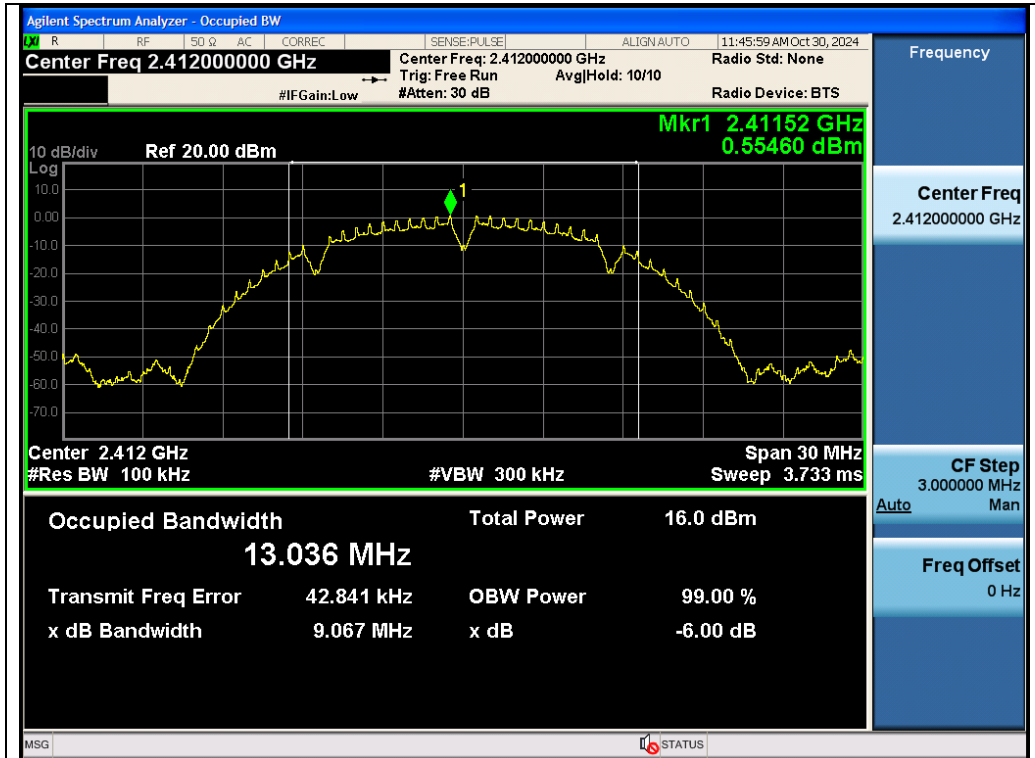 Agilent Spectrum Analyzer - Occupied BW
LXI R RF 50 Ω AC CORREC SENSE:PULSE ALIGN AUTO 11:45:59 AM Oct 30, 2024
Center Freq 2.412000000 GHz
Center Freq: 2.412000000 GHz Radio Std: None
Trig: Free Run Avg|Hold: 10/10
#IFGain:Low #Atten: 30 dB Radio Device: BTS
Mkr1 2.41152 GHz
0.55460 dBm
10 dB/div Ref 20.00 dBm
Log
10.0
1
0.00
-10.0
-20.0
-30.0
-40.0
-50.0
-60.0
-70.0
Center 2.412 GHz Span 30 MHz
#Res BW 100 kHz #VBW 300 kHz Sweep 3.733 ms
Occupied Bandwidth Total Power 16.0 dBm
13.036 MHz
Transmit Freq Error 42.841 kHz OBW Power 99.00 %
x dB Bandwidth 9.067 MHz x dB -6.00 dB
Frequency
Center Freq
2.412000000 GHz
CF Step
3.000000 MHz
Auto Man
Freq Offset
0 Hz
MSG STATUS